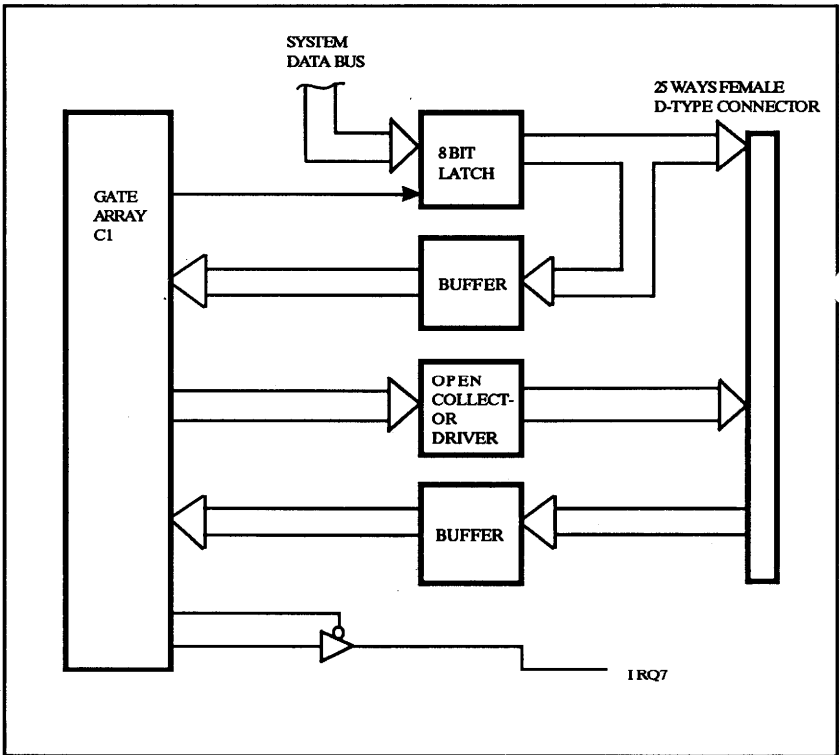 SYSTEM
DATA BUS
25 WAYS FEMALE
D-TYPE CONNECTOR
8 BIT
LATCH
GATE
ARRAY
C1
BUFFER
OPEN
COLLECT-
OR
DRIVER
BUFFER
IRQ7